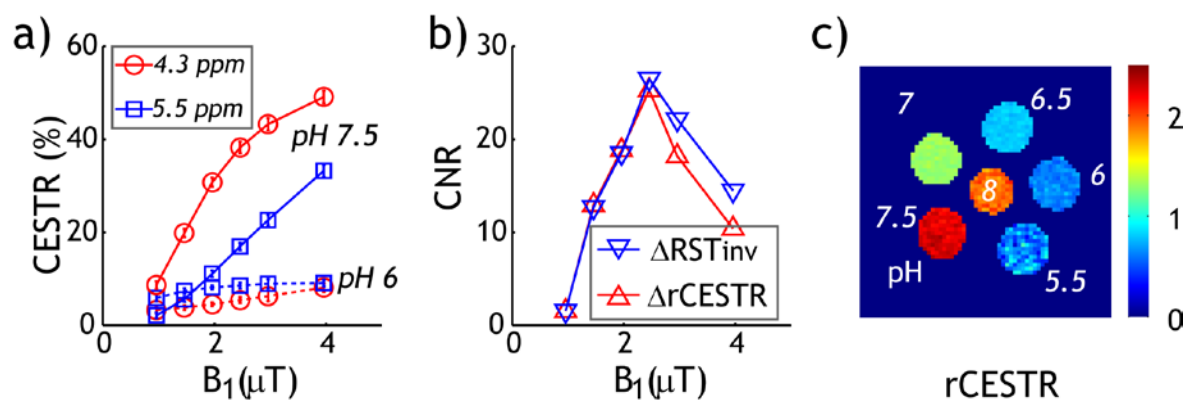 a)
CESTR (%)
60
40
20
0
4.3 ppm
5.5 ppm
pH 7.5
pH 6
0
2
4
B1(μT)
b)
CNR
30
20
10
0
ΔRSTinv
ΔrCESTR
0
2
4
B1(μT)
c)
7
6.5
8
6
7.5
pH
5.5
2
1
0
rCESTR